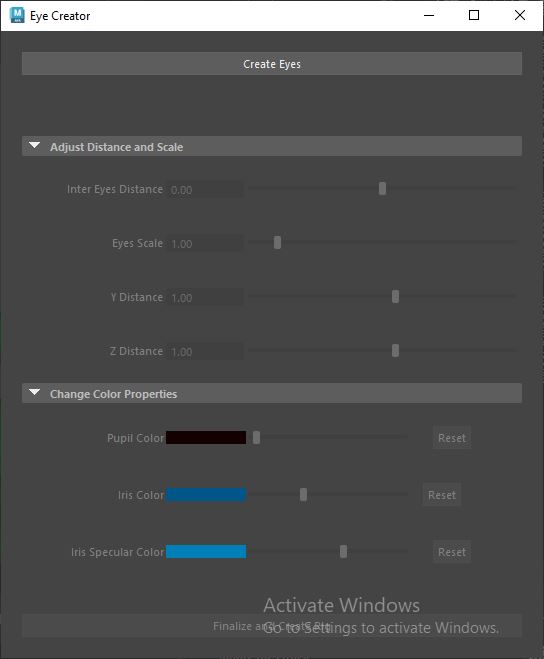 Eye Creator
Create Eyes
Adjust Distance and Scale
Inter Eyes Distance 0.00
Eyes Scale 1.00
Y Distance 1.00
Z Distance 1.00
Change Color Properties
Pupil Color Reset
Iris Color Reset
Iris Specular Color Reset
Activate Windows
Finalize and Create Rig
Go to Settings to activate Windows.